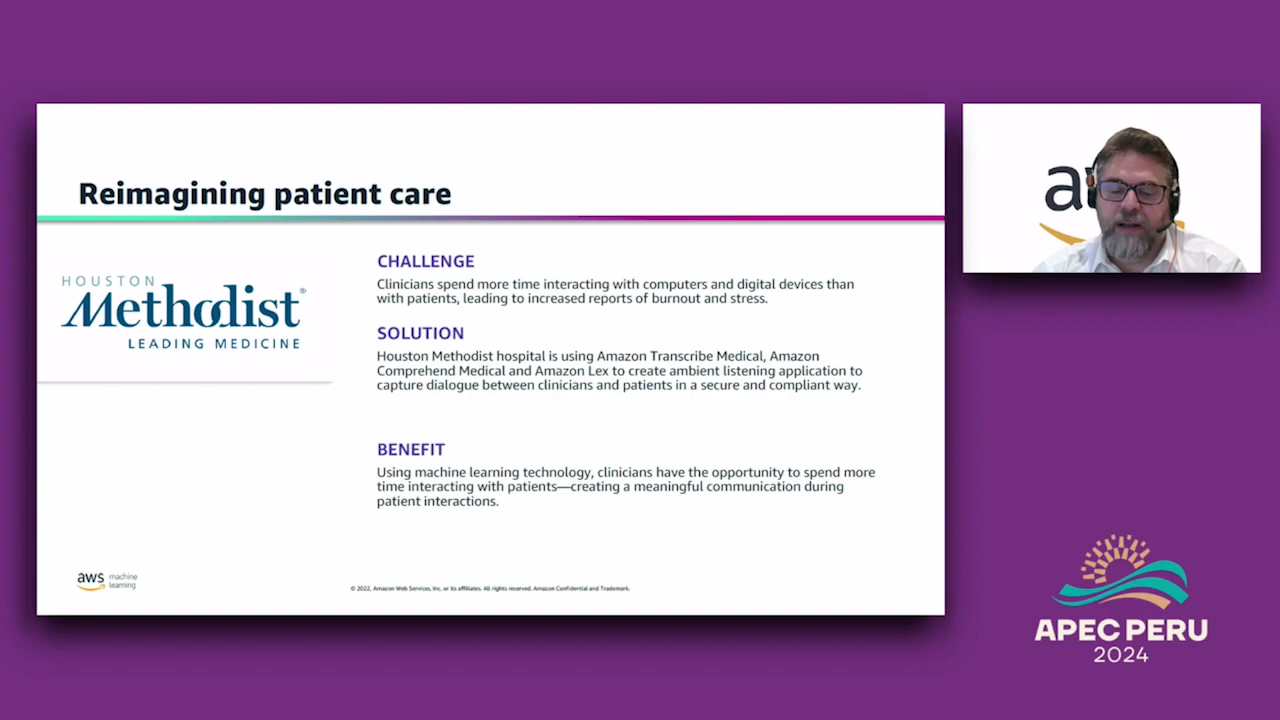 Reimagining patient care
HOUSTON
Methodist®
LEADING MEDICINE
CHALLENGE
Clinicians spend more time interacting with computers and digital devices than
with patients, leading to increased reports of burnout and stress.
SOLUTION
Houston Methodist hospital is using Amazon Transcribe Medical, Amazon
Comprehend Medical and Amazon Lex to create ambient listening application to
capture dialogue between clinicians and patients in a secure and compliant way.
BENEFIT
Using machine learning technology, clinicians have the opportunity to spend more
time interacting with patients—creating a meaningful communication during
patient interactions.
aws machine
learning
© 2022, Amazon Web Services, Inc. or its affiliates. All rights reserved. Amazon Confidential and Trademark.
APEC PERU
2024